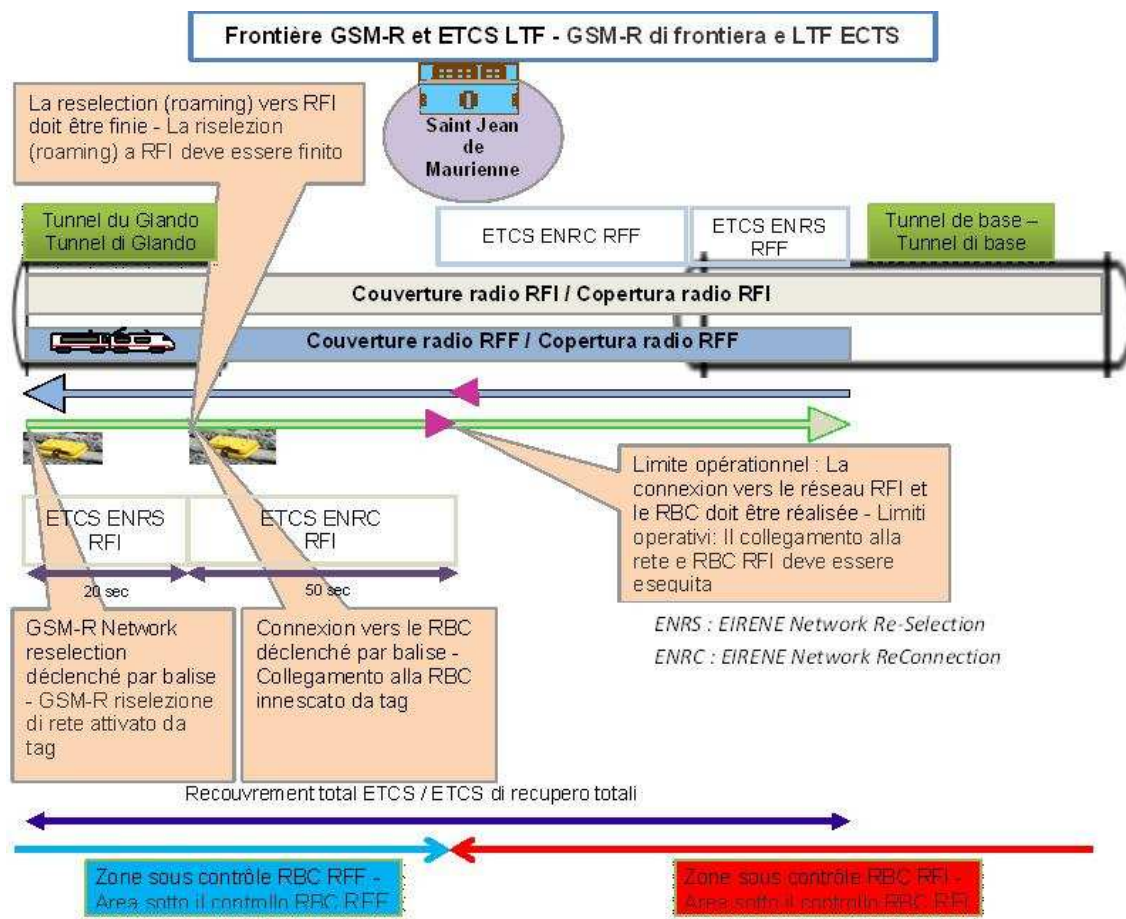 Frontière GSM-R et ETCS LTF - GSM-R di frontiera e LTF ECTS
La reselection (roaming) vers RFI
doit être finie - La riselezion
(roaming) a RFI deve essere finito
Saint Jean
de
Maurienne
Tunnel du Glando
Tunnel di Glando
ETCS ENRC RFF
ETCS ENRS
RFF
Tunnel de base –
Tunnel di base
Couverture radio RFI / Copertura radio RFI
Couverture radio RFF / Copertura radio RFF
Limite opérationnel : La
connexion vers le réseau RFI et
le RBC doit être réalisée - Limiti
operativi: Il collegamento alla
rete e RBC RFI deve essere
eseguita
ETCS ENRS
RFI
ETCS ENRC
RFI
20 sec
50 sec
GSM-R Network
reselection
déclenché par balise
- GSM-R riselezione
di rete attivato da
tag
Connexion vers le RBC
déclenché par balise -
Collegamento alla RBC
innescato da tag
ENRS : EIRENE Network Re-Selection
ENRC : EIRENE Network ReConnection
Recouvrement total ETCS / ETCS di recupero totali
Zone sous contrôle RBC RFF -
Area sotto il controllo RBC RFF
Zone sous contrôle RBC RFI -
Area sotto il controllo RBC RFI